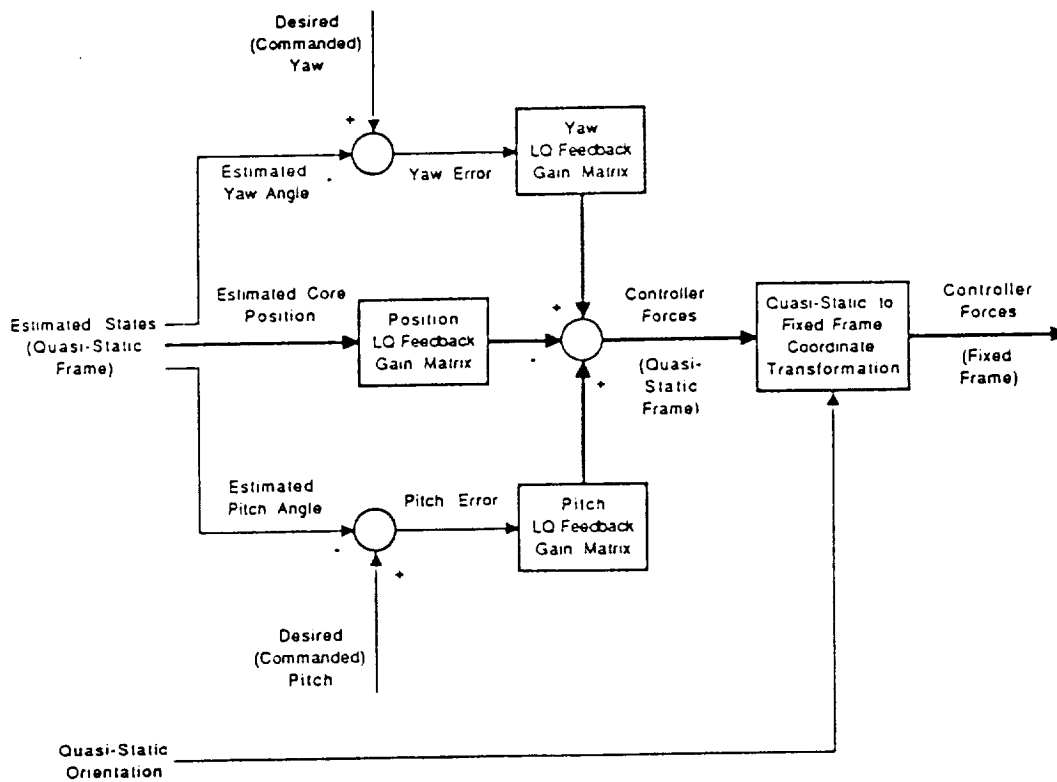 Desired
(Commanded)
Yaw
+
Yaw
LQ Feedback
Gain Matrix
Estimated
Yaw Angle
-
Yaw Error
Estimated Core
Position
+
Controller
Forces
Quasi-Static to
Fixed Frame
Coordinate
Transformation
Controller
Forces
Estimated States
(Quasi-Static
Frame)
Position
LQ Feedback
Gain Matrix
-
(Quasi-
Static
Frame)
(Fixed
Frame)
+
Estimated
Pitch Angle
Pitch Error
Pitch
LQ Feedback
Gain Matrix
-
+
Desired
(Commanded)
Pitch
Quasi-Static
Orientation